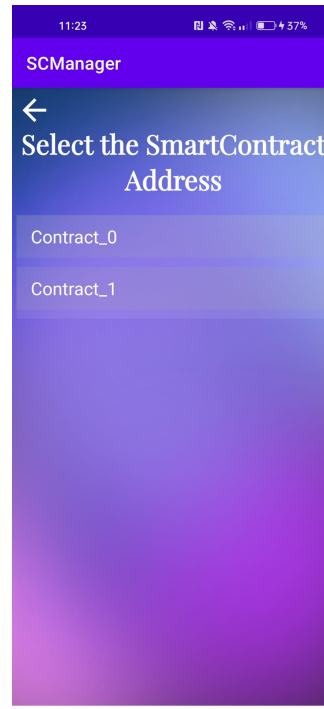 11:23 37%
SCManager
Select the SmartContract
Address
Contract_0
Contract_1